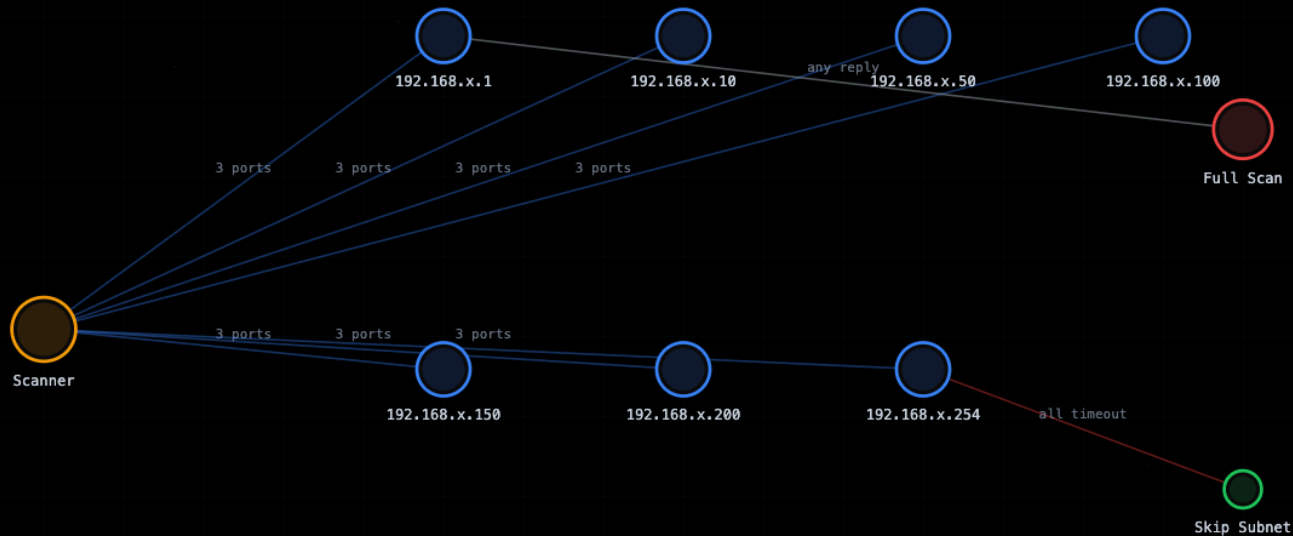 192.168.x.1
192.168.x.10
any reply
192.168.x.50
192.168.x.100
Full Scan
3 ports
3 ports
3 ports
3 ports
Scanner
3 ports
3 ports
3 ports
192.168.x.150
192.168.x.200
192.168.x.254
all timeout
Skip Subnet